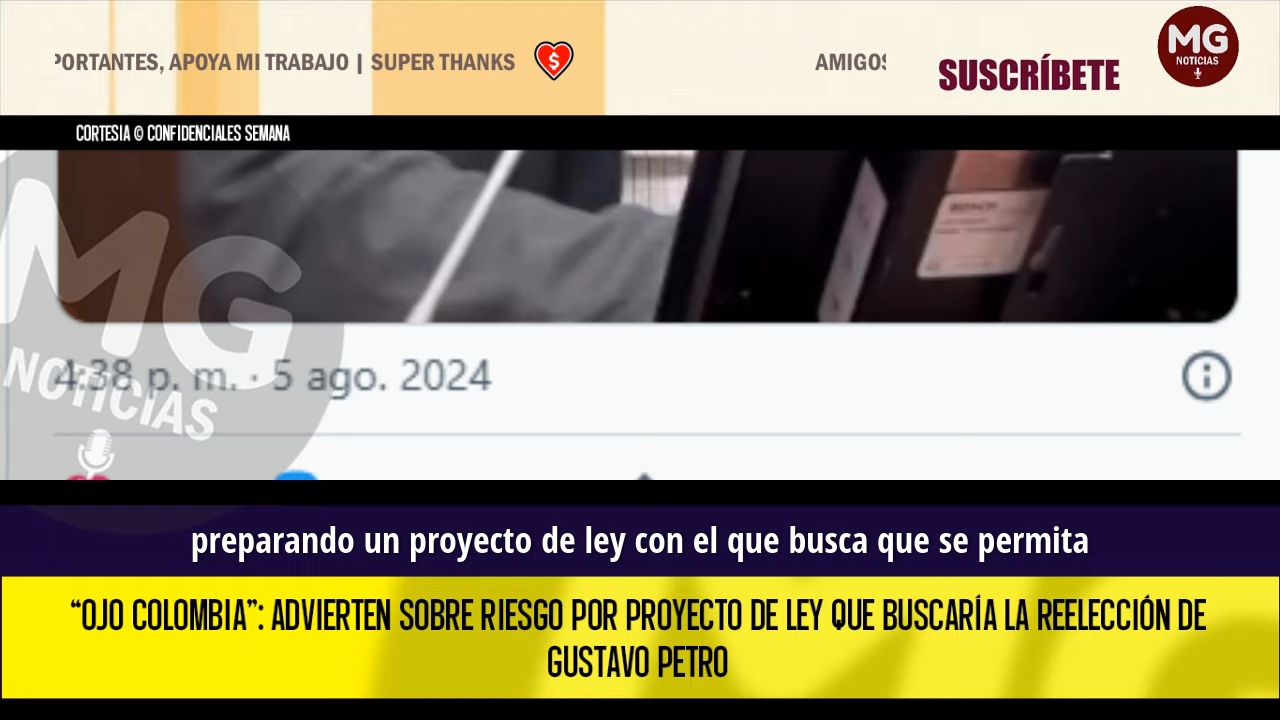 PORTANTES, APOYA MI TRABAJO | SUPER THANKS
$
AMIGOS
SUSCRÍBETE
MG
NOTICIAS
CORTESIA © CONFIDENCIALES SEMANA
BOSCH
MG
NOTICIAS
4:38 p. m. · 5 ago. 2024
preparando un proyecto de ley con el que busca que se permita
“OJO COLOMBIA”: ADVIERTEN SOBRE RIESGO POR PROYECTO DE LEY QUE BUSCARÍA LA REELECCIÓN DE
GUSTAVO PETRO